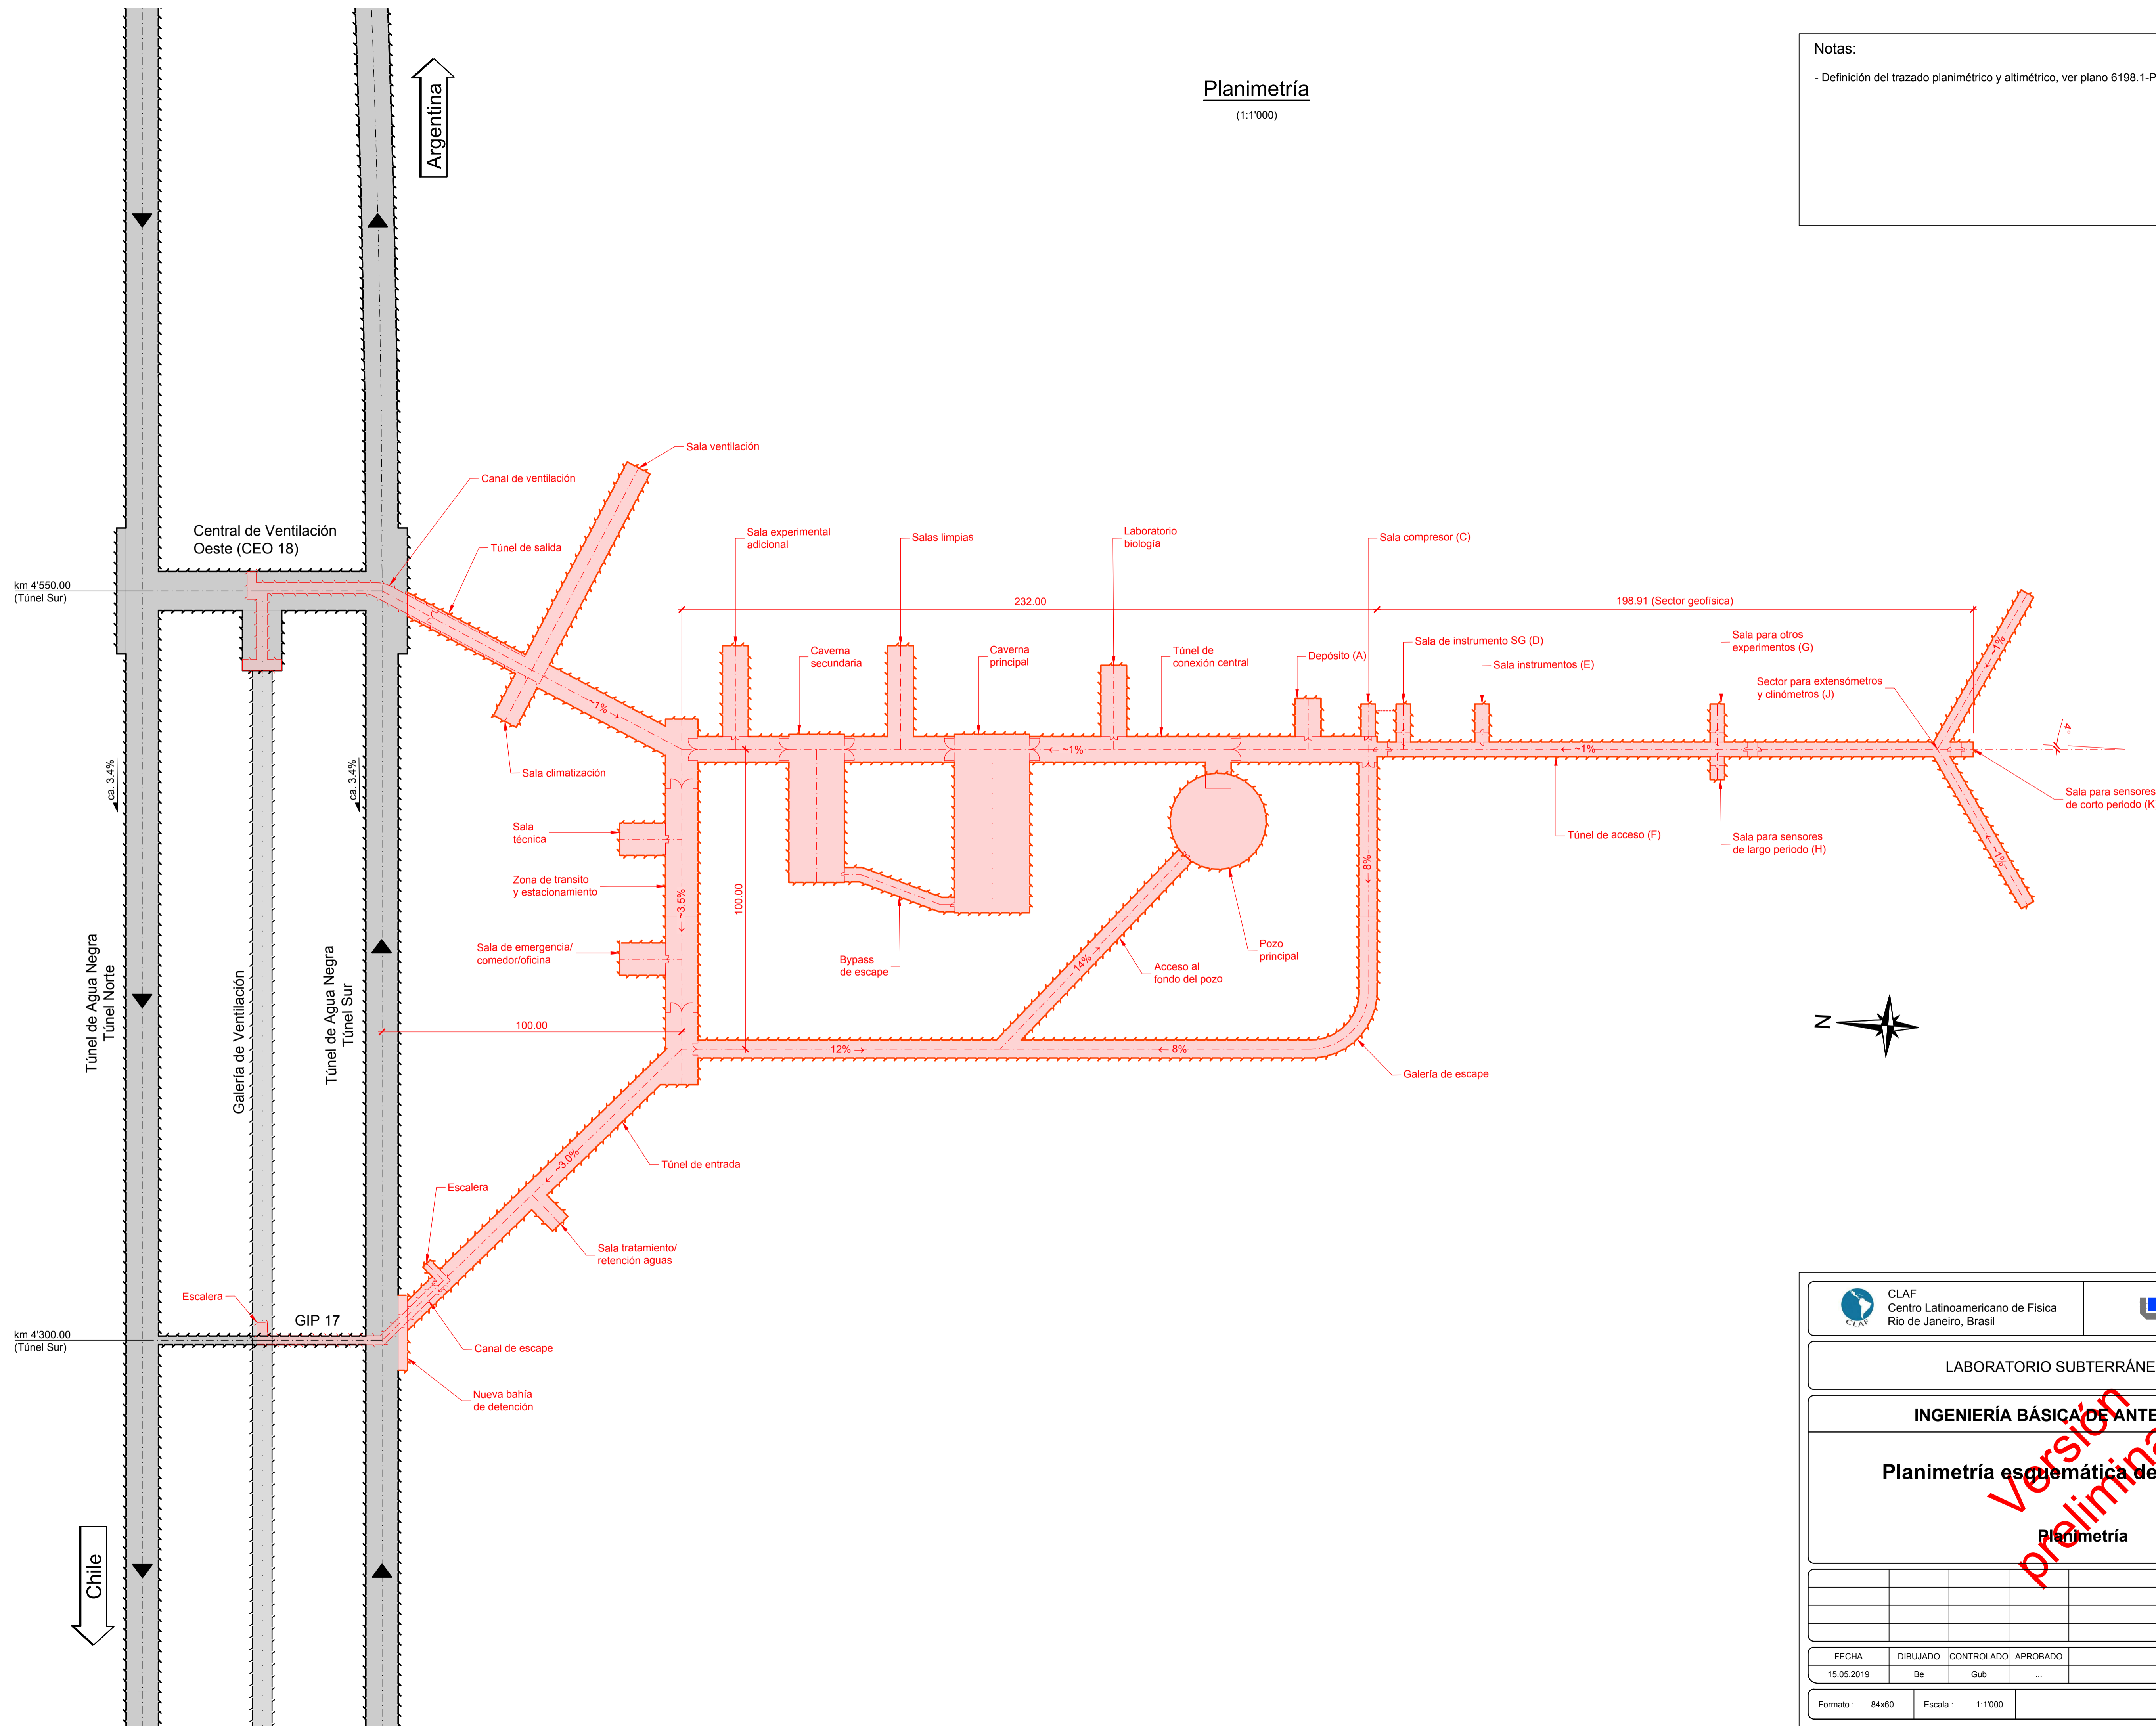 Planimetría
(1:1'000)
Notas:
- Definición del trazado planimétrico y altimétrico, ver plano 6198.1-P
Argentina
Sala ventilación
Canal de ventilación
Túnel de salida
Central de Ventilación
Oeste (CEO 18)
km 4'550.00
(Túnel Sur)
Sala experimental
adicional
Salas limpias
Laboratorio
biología
Sala compresor (C)
232.00
198.91 (Sector geofísica)
Caverna
secundaria
Caverna
principal
Túnel de
conexión central
Depósito (A)
Sala de instrumento SG (D)
Sala instrumentos (E)
Sala para otros
experimentos (G)
Sector para extensómetros
y clinómetros (J)
~1%
~1% →
← ~1%
← ~1%
4°
~1%
Sala climatización
ca. 3.4%
ca. 3.4%
Sala para sensores
de corto periodo (K
Sala
técnica
Túnel de acceso (F)
Sala para sensores
de largo periodo (H)
Zona de transito
y estacionamiento
~3.5%
100.00
8%
Sala de emergencia/
comedor/oficina
Bypass
de escape
14%
Acceso al
fondo del pozo
Pozo
principal
Túnel de Agua Negra
Túnel Norte
Galería de Ventilación
Túnel de Agua Negra
Túnel Sur
100.00
12% →
← 8%
N
Galería de escape
~3.0%
Túnel de entrada
Escalera
Sala tratamiento/
retención aguas
Escalera
GIP 17
km 4'300.00
(Túnel Sur)
Canal de escape
Nueva bahía
de detención
Chile
CLAF
CLAF
Centro Latinoamericano de Fisica
Rio de Janeiro, Brasil
LABORATORIO SUBTERRÁNE
INGENIERÍA BÁSICA DE ANTE
Planimetría esquemática de
Versión
prelimina
Planimetría
FECHA DIBUJADO CONTROLADO APROBADO
15.05.2019 Be Gub ...
Formato : 84x60 Escala : 1:1'000